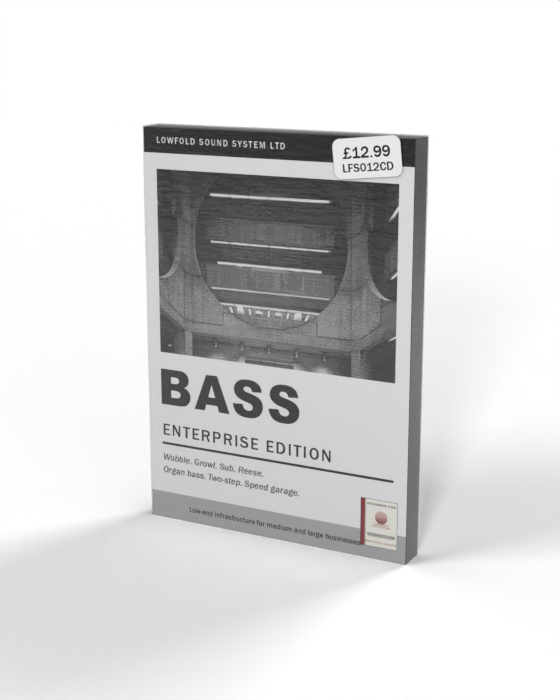 LOWFOLD SOUND SYSTEM LTD
£12.99
LFS012CD
BASS
ENTERPRISE EDITION
Wobble. Growl. Sub. Reese.
Organ bass. Two-step. Speed garage.
Low-end infrastructure for medium and large businesses